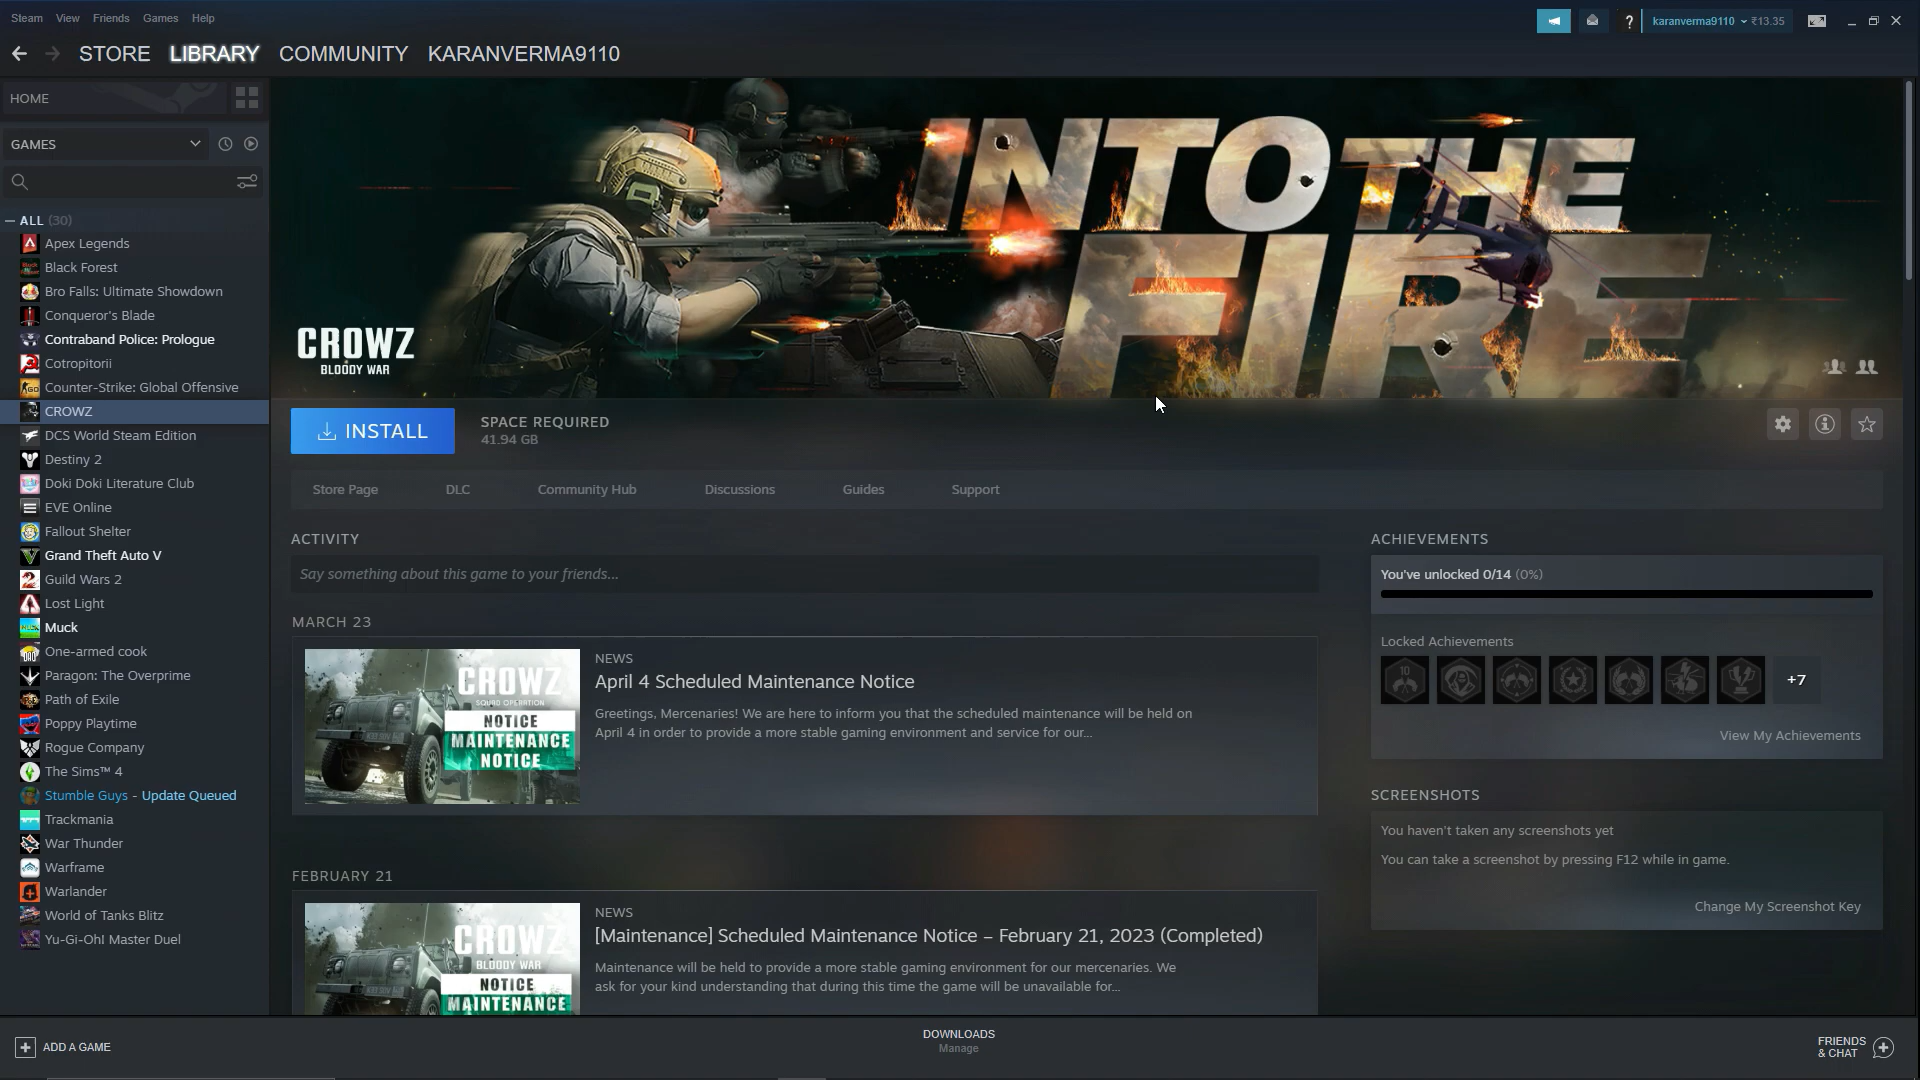 Steam View Friends Games Help
karanverma9110 ₹13.35
STORE LIBRARY COMMUNITY KARANVERMA9110
HOME
GAMES
ALL (30)
Apex Legends
Black Forest
Bro Falls: Ultimate Showdown
Conqueror's Blade
Contraband Police: Prologue
Cotropitorii
Counter-Strike: Global Offensive
CROWZ
DCS World Steam Edition
Destiny 2
Doki Doki Literature Club
EVE Online
Fallout Shelter
Grand Theft Auto V
Guild Wars 2
Lost Light
Muck
One-armed cook
Paragon: The Overprime
Path of Exile
Poppy Playtime
Rogue Company
The Sims™ 4
Stumble Guys - Update Queued
Trackmania
War Thunder
Warframe
Warlander
World of Tanks Blitz
Yu-Gi-Oh! Master Duel
INTO THE
FIRE
CROWZ
BLOODY WAR
INSTALL
SPACE REQUIRED
41.94 GB
Store Page DLC Community Hub Discussions Guides Support
ACTIVITY
Say something about this game to your friends...
MARCH 23
CROWZ
SQUAD OPERATION
NOTICE
MAINTENANCE
NOTICE
NEWS
April 4 Scheduled Maintenance Notice
Greetings, Mercenaries! We are here to inform you that the scheduled maintenance will be held on
April 4 in order to provide a more stable gaming environment and service for our...
FEBRUARY 21
CROWZ
BLOODY WAR
NOTICE
MAINTENANCE
NEWS
[Maintenance] Scheduled Maintenance Notice – February 21, 2023 (Completed)
Maintenance will be held to provide a more stable gaming environment for our mercenaries. We
ask for your kind understanding that during this time the game will be unavailable for...
ACHIEVEMENTS
You've unlocked 0/14 (0%)
Locked Achievements
10
+7
View My Achievements
SCREENSHOTS
You haven't taken any screenshots yet
You can take a screenshot by pressing F12 while in game.
Change My Screenshot Key
ADD A GAME
DOWNLOADS
Manage
FRIENDS
& CHAT